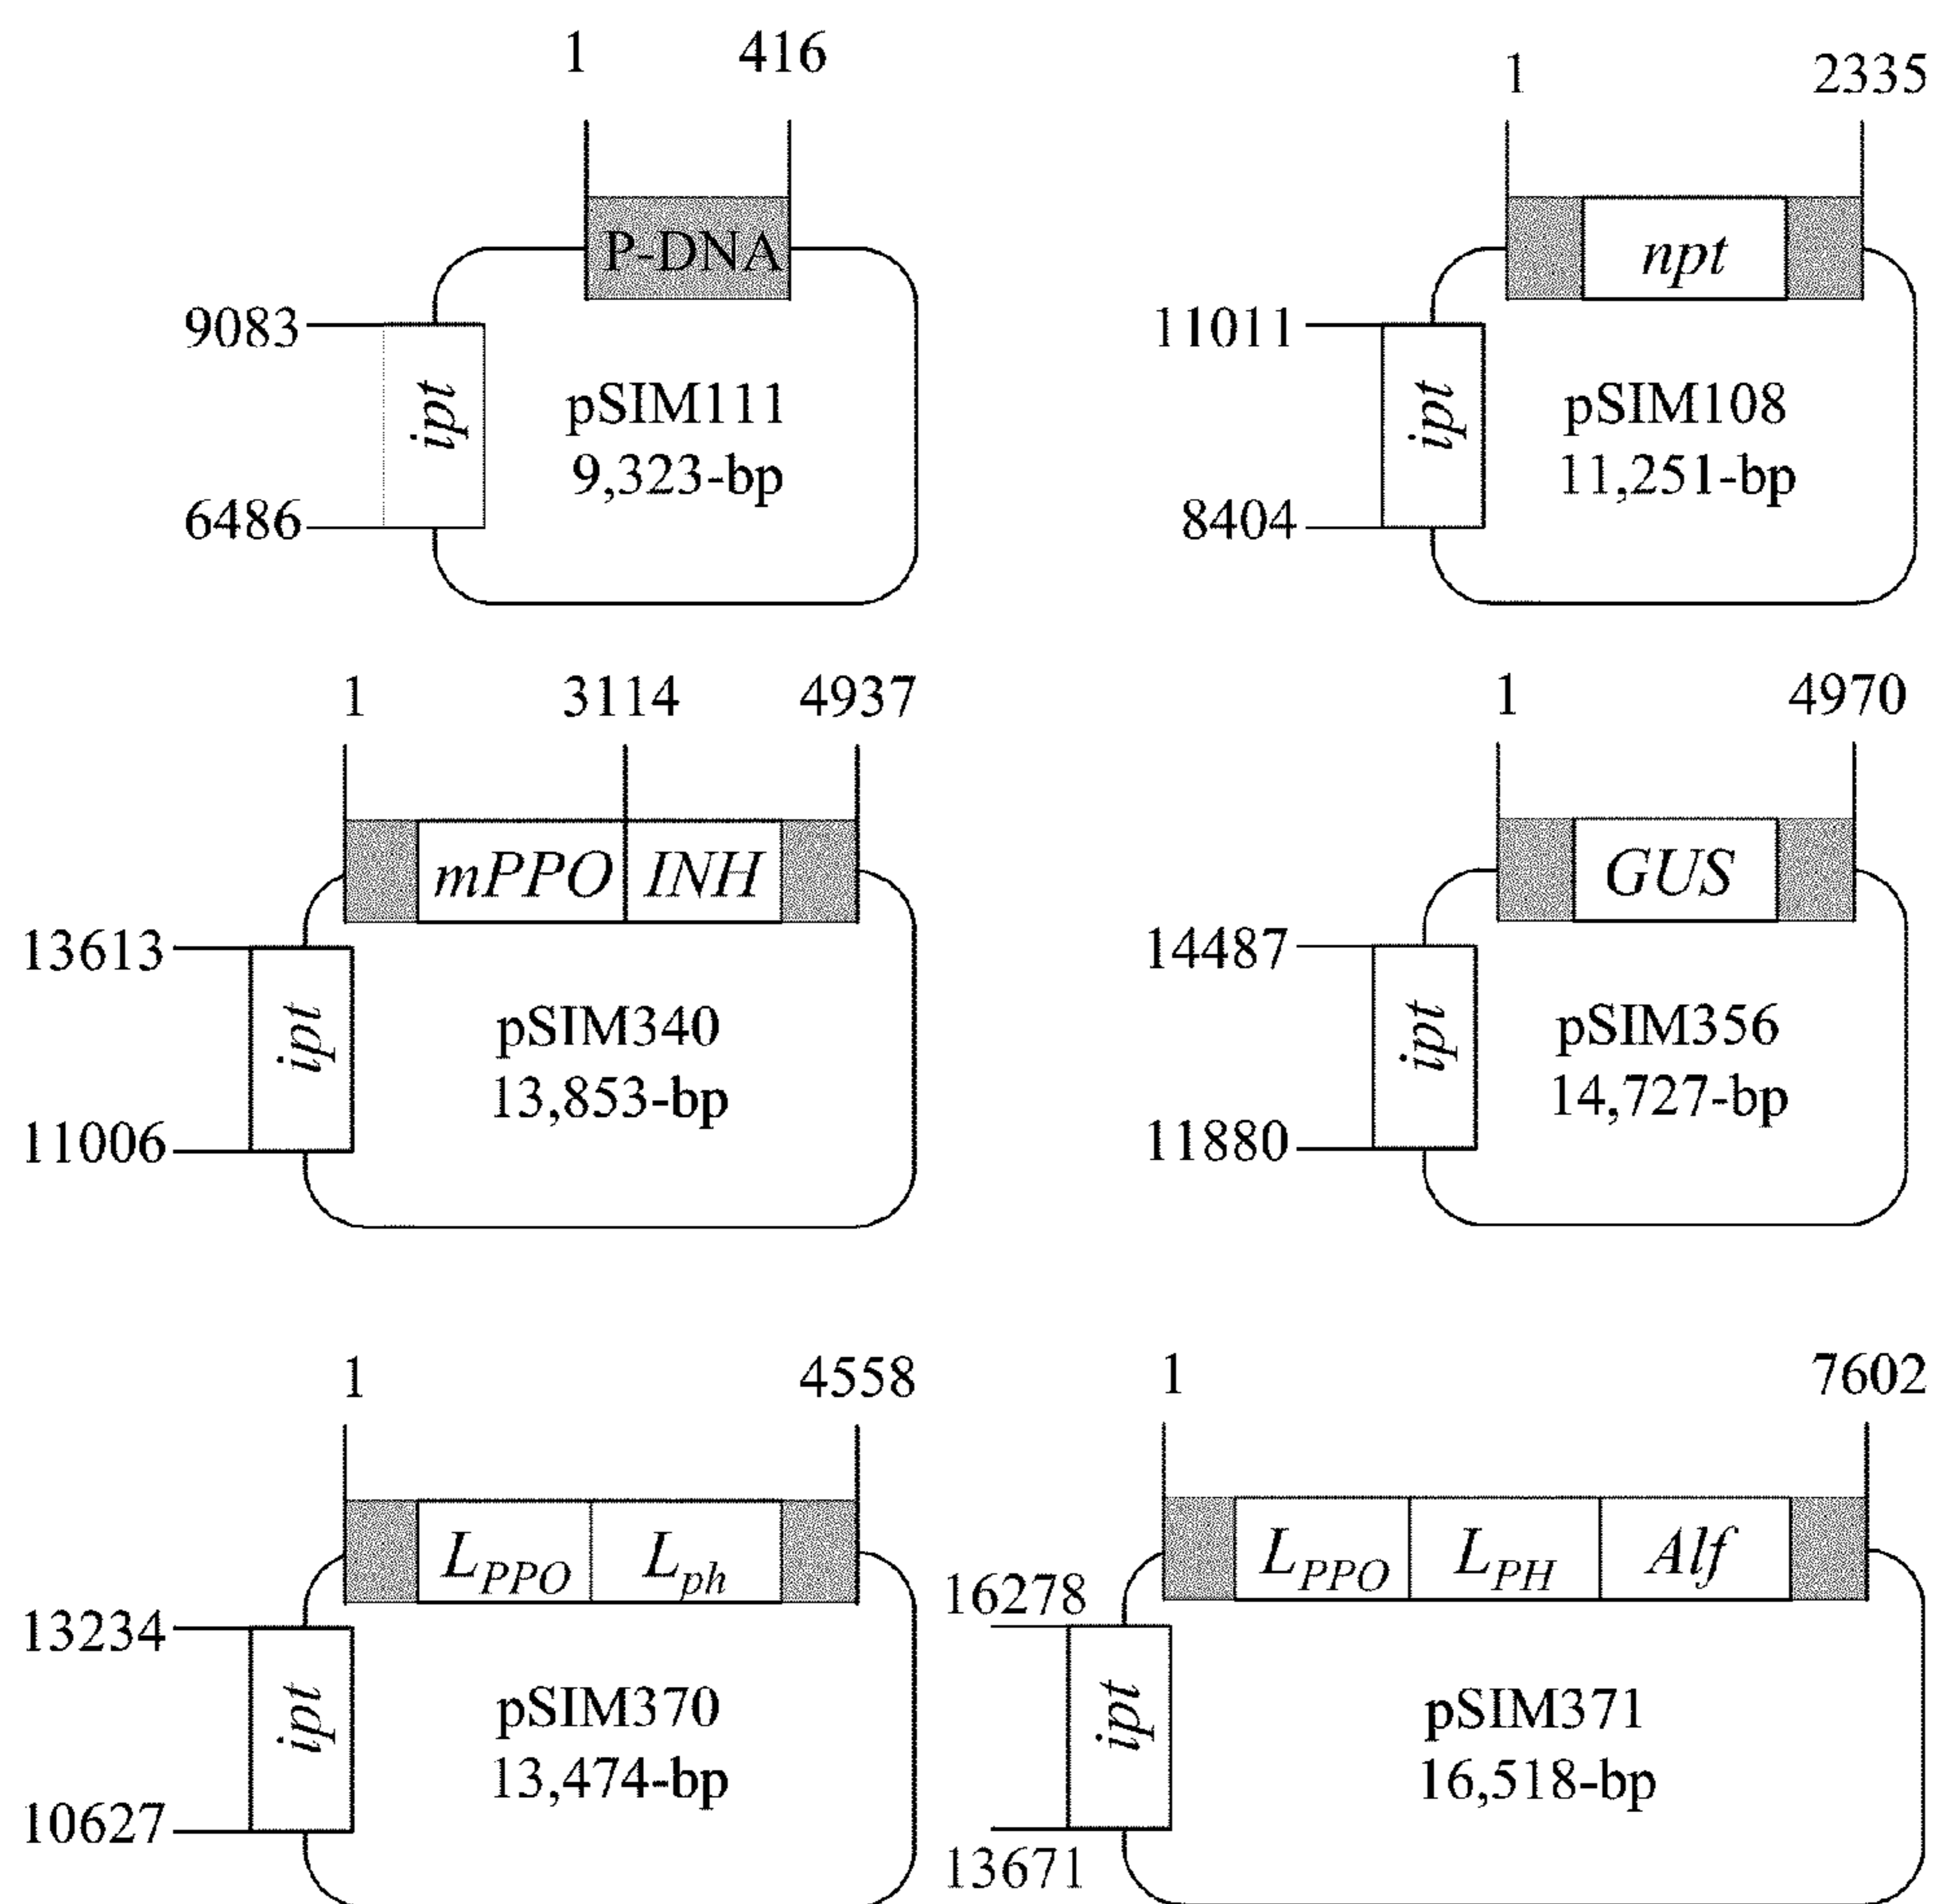 1 416
P-DNA
9083
ipt
6486
pSIM111
9,323-bp
1 2335
npt
11011
ipt
8404
pSIM108
11,251-bp
1 3114 4937
mPPO INH
13613
ipt
11006
pSIM340
13,853-bp
1 4970
GUS
14487
ipt
11880
pSIM356
14,727-bp
1 4558
LPPO Lph
13234
ipt
10627
pSIM370
13,474-bp
1 7602
LPPO LPH Alf
16278
ipt
13671
pSIM371
16,518-bp